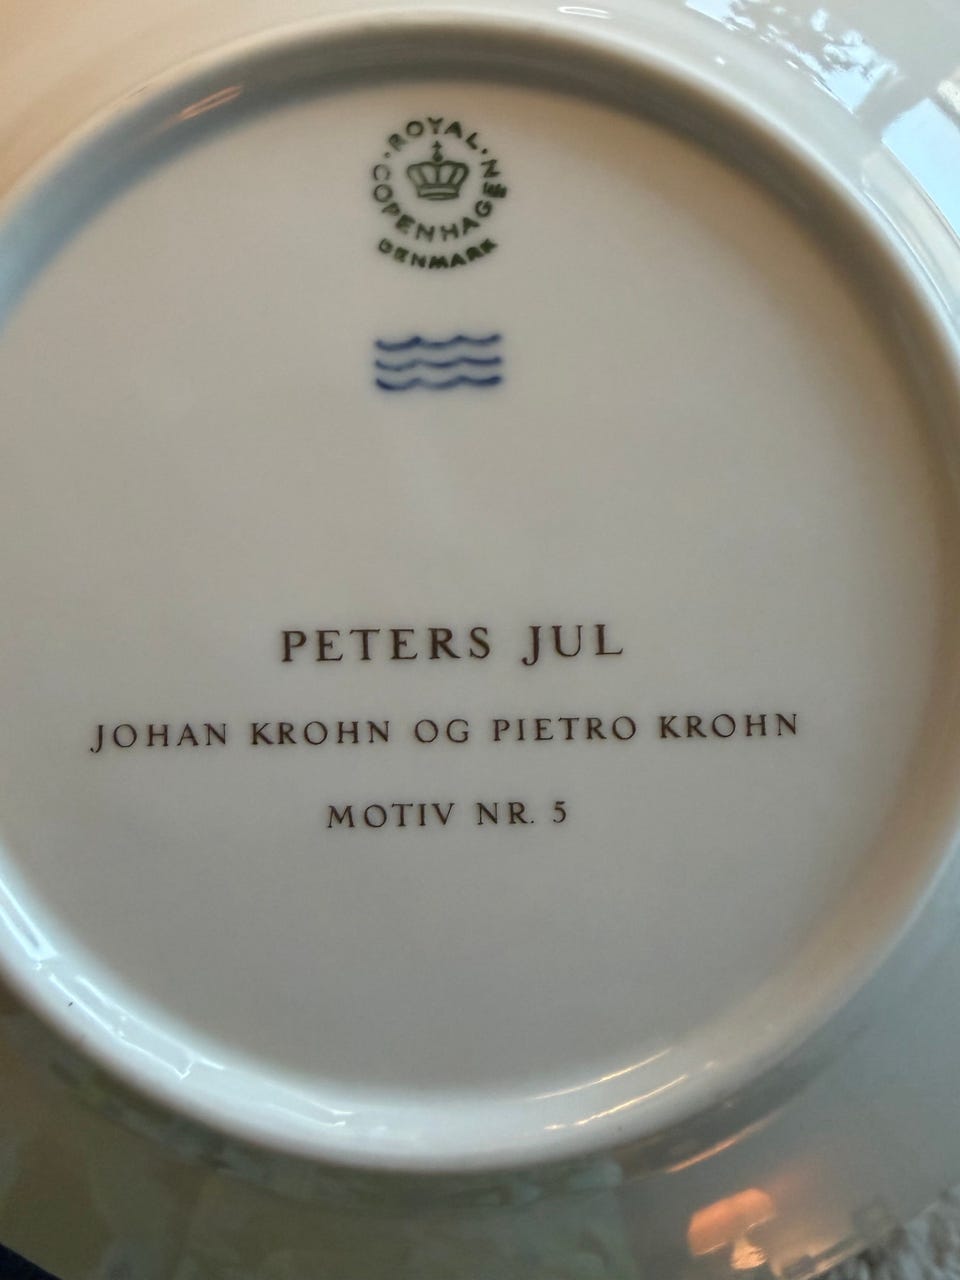 ROYAL
COPENHAGEN
DENMARK
PETERS JUL
JOHAN KROHN OG PIETRO KROHN
MOTIV NR. 5